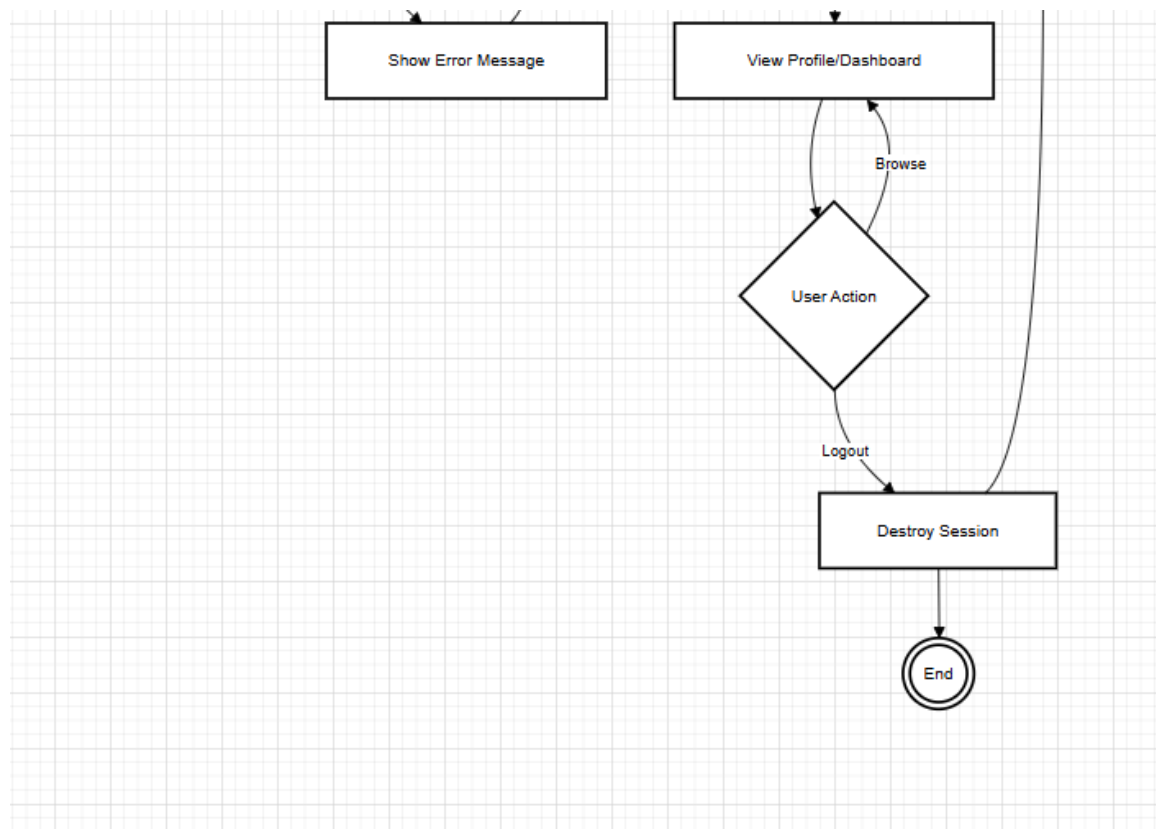 Show Error Message
View Profile/Dashboard
Browse
User Action
Logout
Destroy Session
End